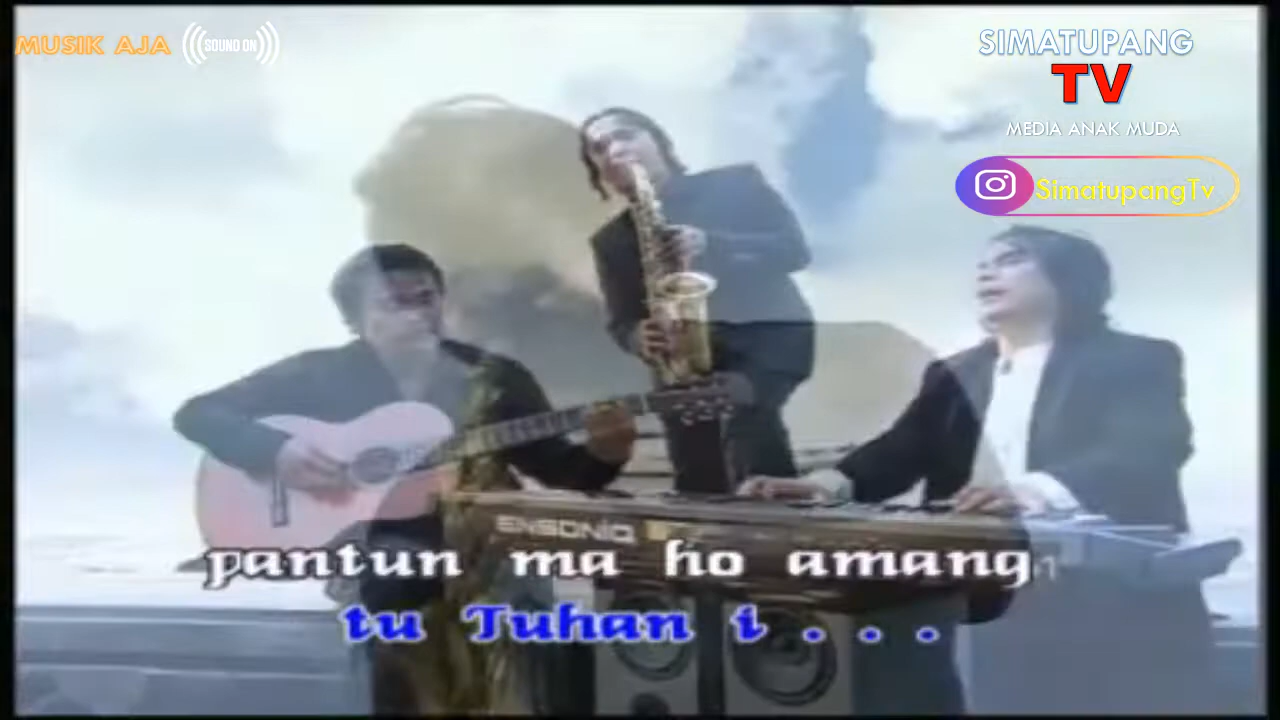 MUSIK AJA
SOUND ON
SIMATUPANG
TV
MEDIA ANAK MUDA
SimatupangTv
ENSONIQ
pantun ma ho amang
tu Tuhan i . . .